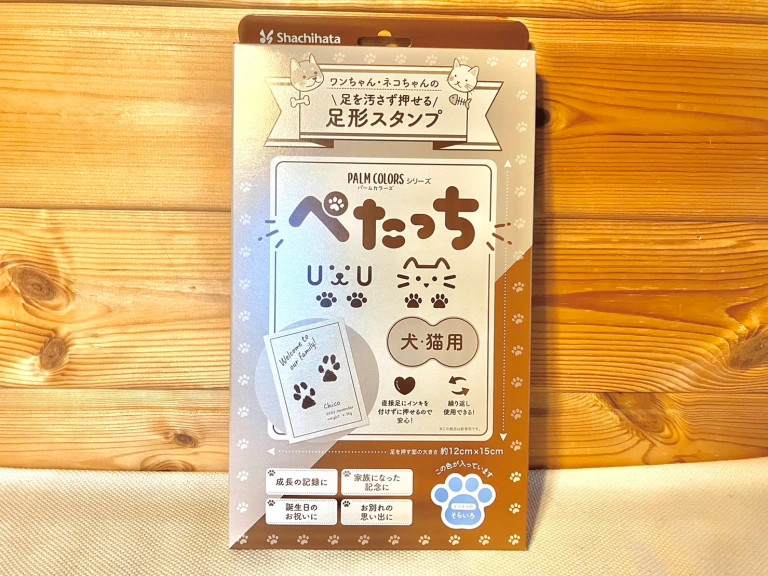 Shachihata
ワンちゃん・ネコちゃんの
足を汚さず押せる
足形スタンプ
PALM COLORS シリーズ
パームカラーズ
ぺたっち
犬・猫用
Welcome to
our family!
Chico
直接足にインキを
付けずに押せるので
安心!
繰り返し
使用できる!
足を押す面の大きさ 約12cm×15cm
成長の記録に
家族になった
記念に
誕生日の
お祝いに
お別れの
思い出に
この色が入っています
そらいろ